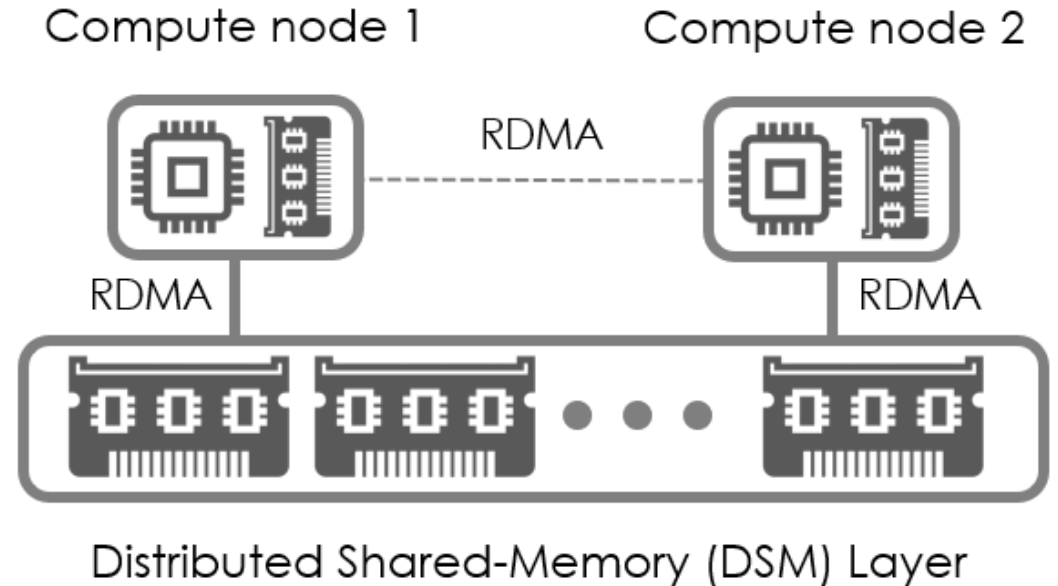 Compute node 1
Compute node 2
RDMA
RDMA
RDMA
Distributed Shared-Memory (DSM) Layer